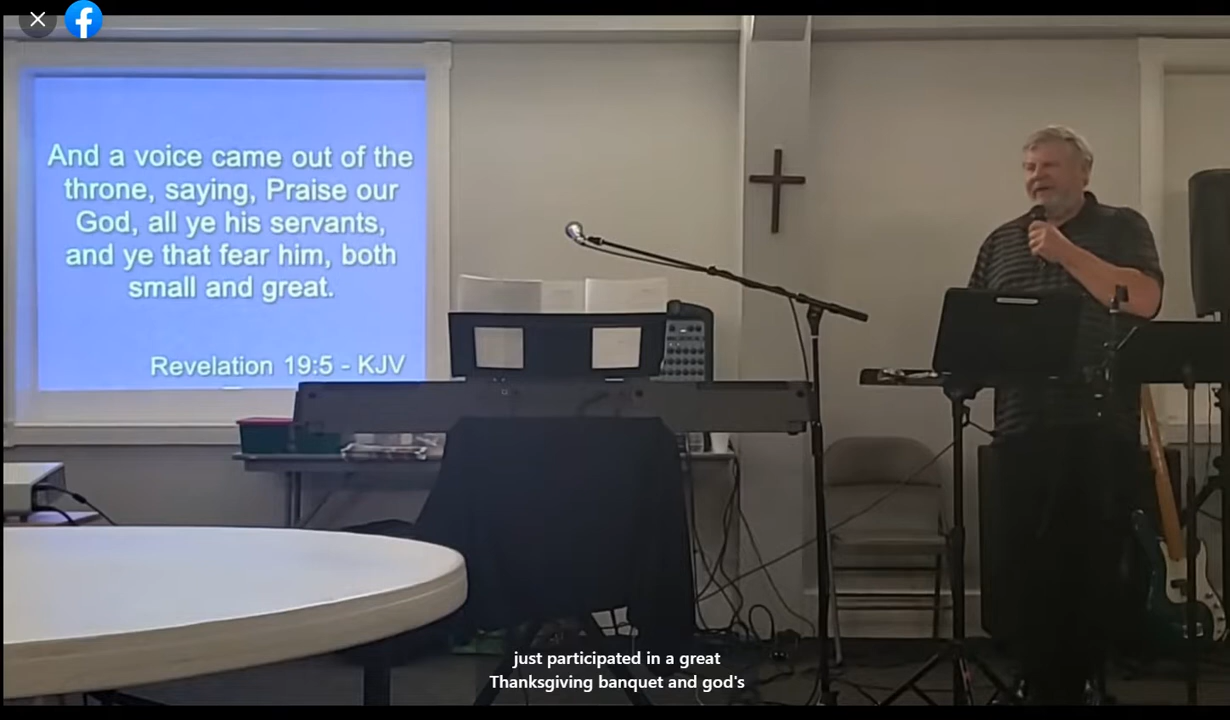 And a voice came out of the
throne, saying, Praise our
God, all ye his servants,
and ye that fear him, both
small and great.
Revelation 19:5 - KJV
just participated in a great
Thanksgiving banquet and god's